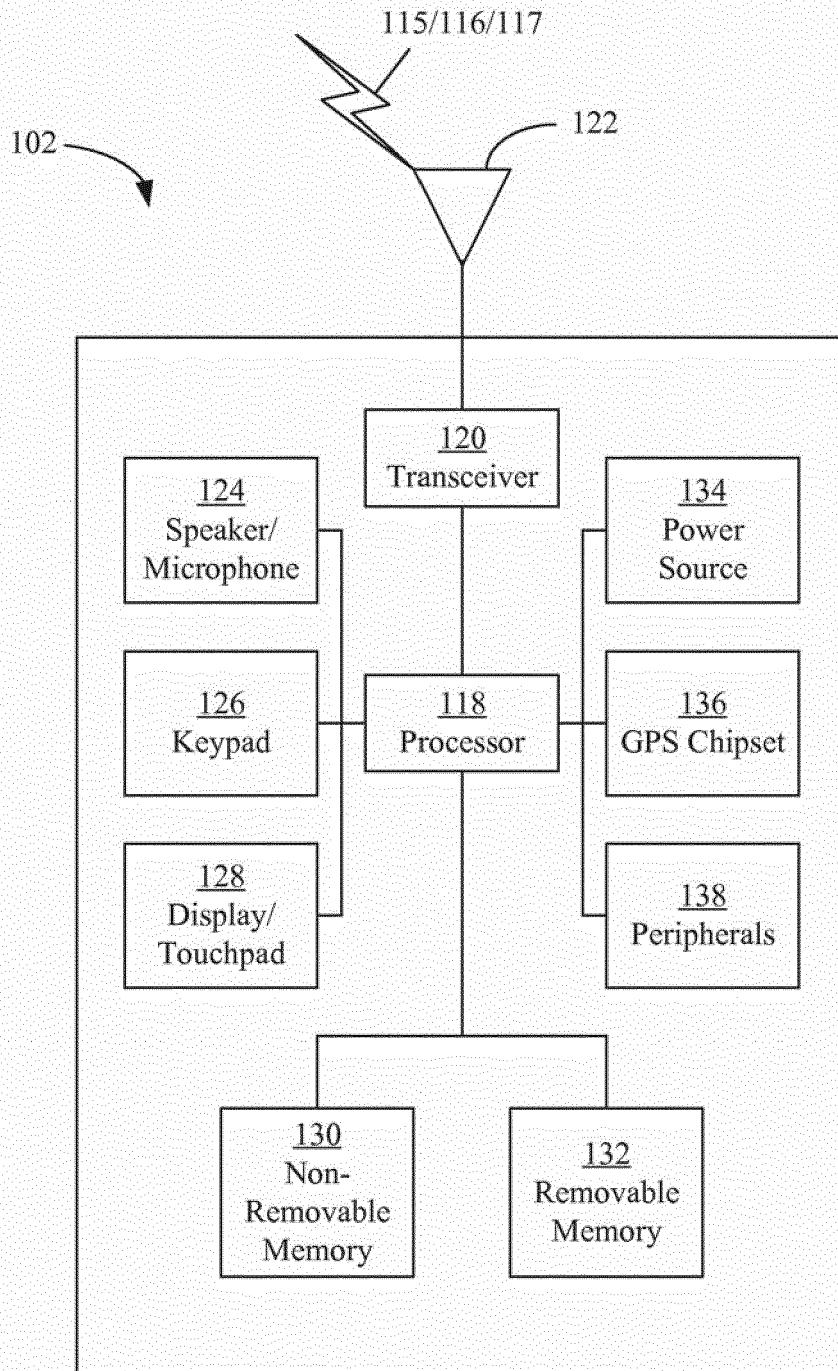 115/116/117
122
102
120
Transceiver
124
Speaker/
Microphone
134
Power
Source
126
Keypad
118
Processor
136
GPS Chipset
128
Display/
Touchpad
138
Peripherals
130
Non-
Removable
Memory
132
Removable
Memory